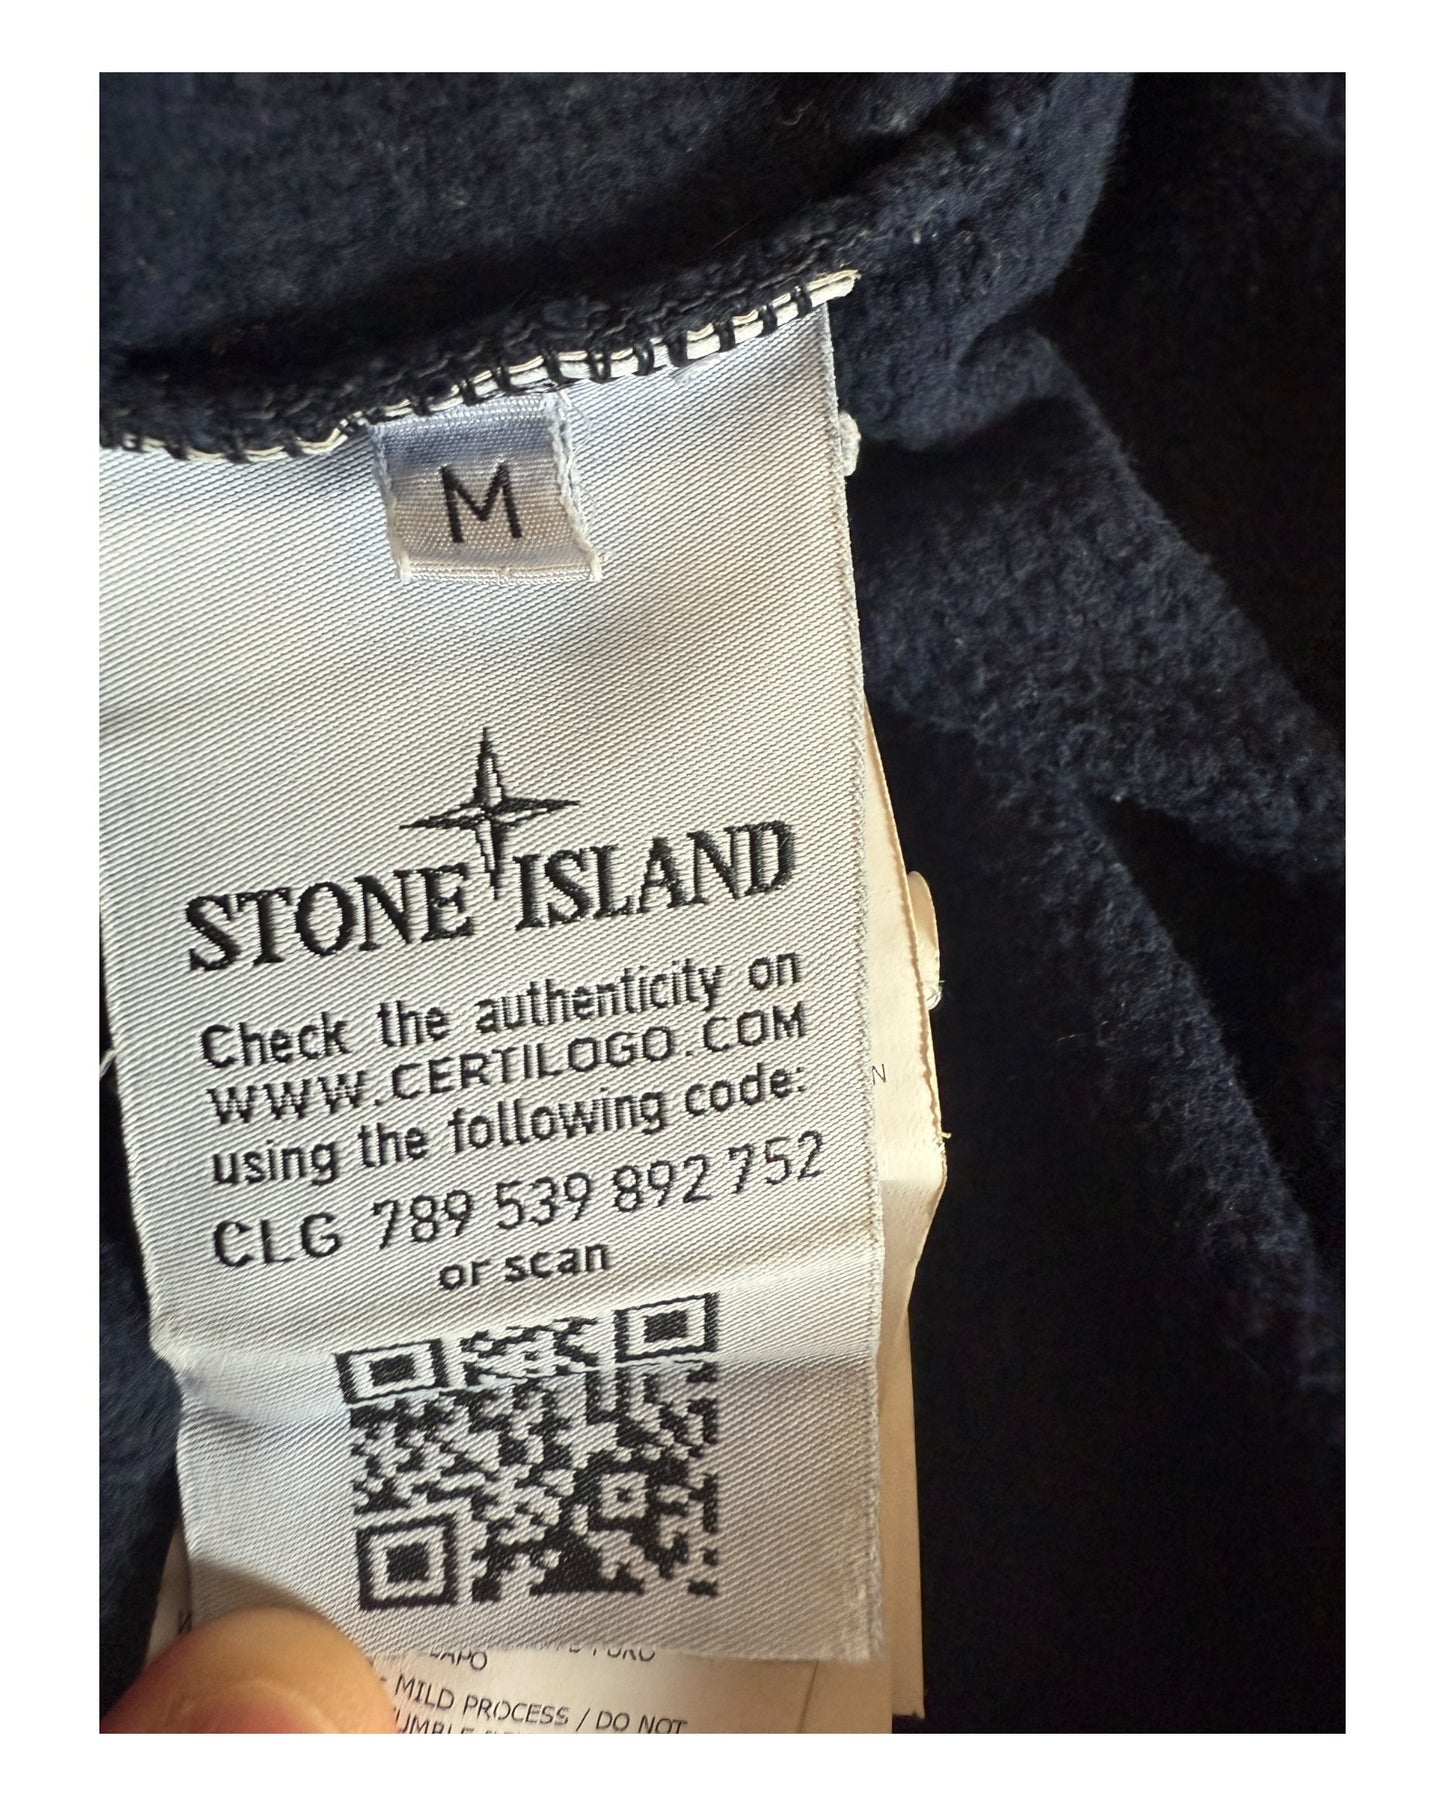 M
STONE ISLAND
Check the authenticity on
WWW.CERTILOGO.COM
using the following code:
CLG 789 539 892 752
or scan
N
MILD PROCESS / DO NOT